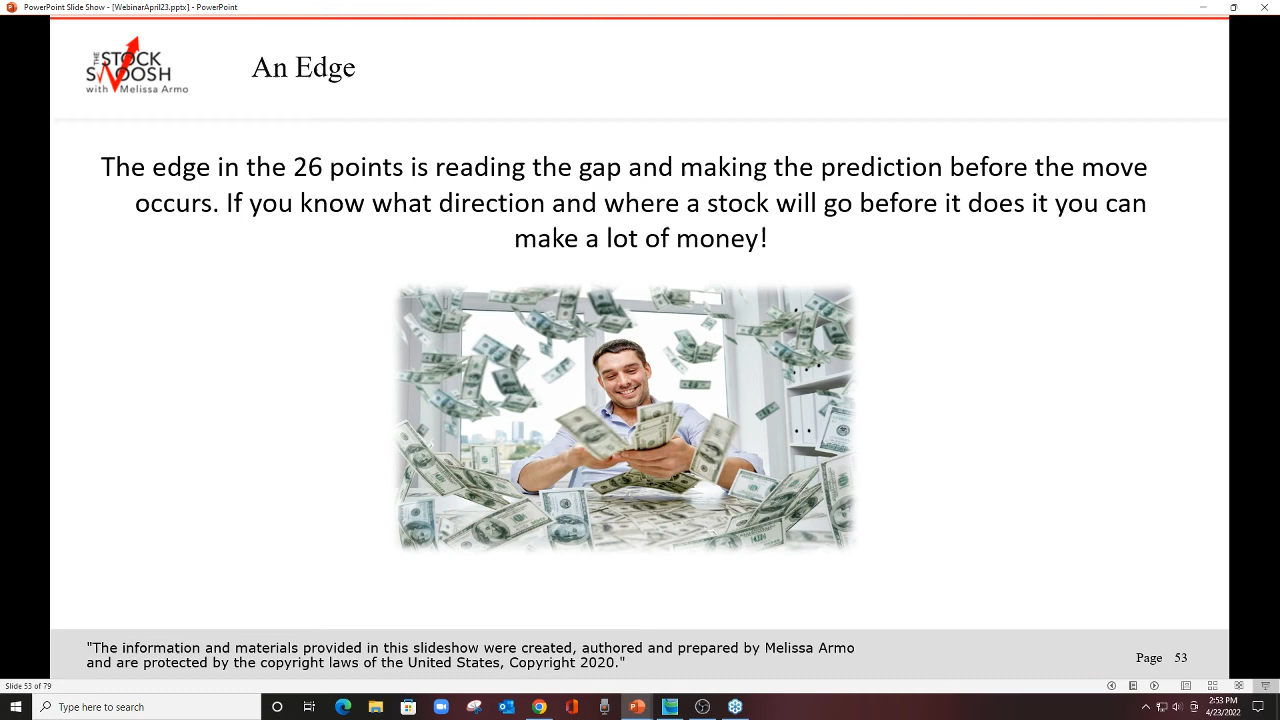 PowerPoint Slide Show - [WebinarApril23.pptx] - PowerPoint
THE
STOCK
SWOOSH
with Melissa Armo
An Edge
The edge in the 26 points is reading the gap and making the prediction before the move
occurs. If you know what direction and where a stock will go before it does it you can
make a lot of money!
"The information and materials provided in this slideshow were created, authored and prepared by Melissa Armo
and are protected by the copyright laws of the United States, Copyright 2020."
Page 53
Slide 53 of 79
Type here to search
2:53 PM
4/23/2022